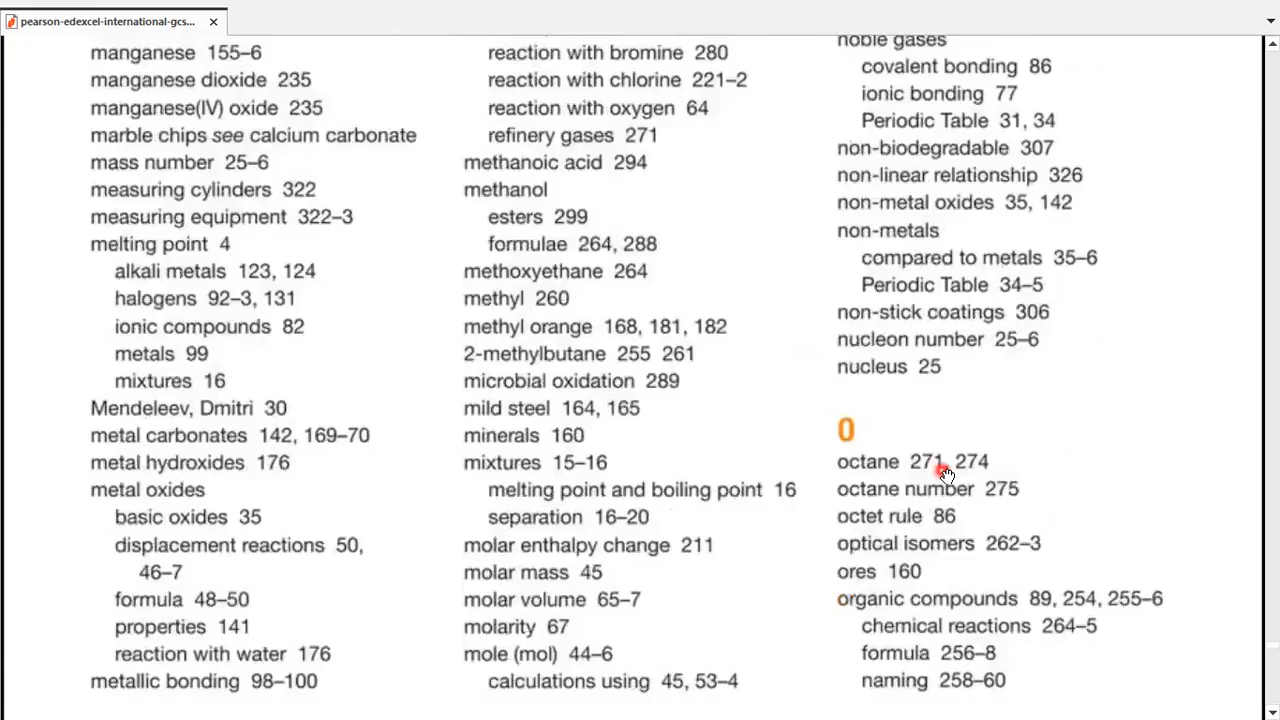 pearson-edexcel-international-gcs...
manganese 155–6
manganese dioxide 235
manganese(IV) oxide 235
marble chips see calcium carbonate
mass number 25–6
measuring cylinders 322
measuring equipment 322–3
melting point 4
alkali metals 123, 124
halogens 92–3, 131
ionic compounds 82
metals 99
mixtures 16
Mendeleev, Dmitri 30
metal carbonates 142, 169–70
metal hydroxides 176
metal oxides
basic oxides 35
displacement reactions 50,
46–7
formula 48–50
properties 141
reaction with water 176
metallic bonding 98–100
reaction with bromine 280
reaction with chlorine 221–2
reaction with oxygen 64
refinery gases 271
methanoic acid 294
methanol
esters 299
formulae 264, 288
methoxyethane 264
methyl 260
methyl orange 168, 181, 182
2-methylbutane 255 261
microbial oxidation 289
mild steel 164, 165
minerals 160
mixtures 15–16
melting point and boiling point 16
separation 16–20
molar enthalpy change 211
molar mass 45
molar volume 65–7
molarity 67
mole (mol) 44–6
calculations using 45, 53–4
noble gases
covalent bonding 86
ionic bonding 77
Periodic Table 31, 34
non-biodegradable 307
non-linear relationship 326
non-metal oxides 35, 142
non-metals
compared to metals 35–6
Periodic Table 34–5
non-stick coatings 306
nucleon number 25–6
nucleus 25
O
octane 271, 274
octane number 275
octet rule 86
optical isomers 262–3
ores 160
organic compounds 89, 254, 255–6
chemical reactions 264–5
formula 256–8
naming 258–60